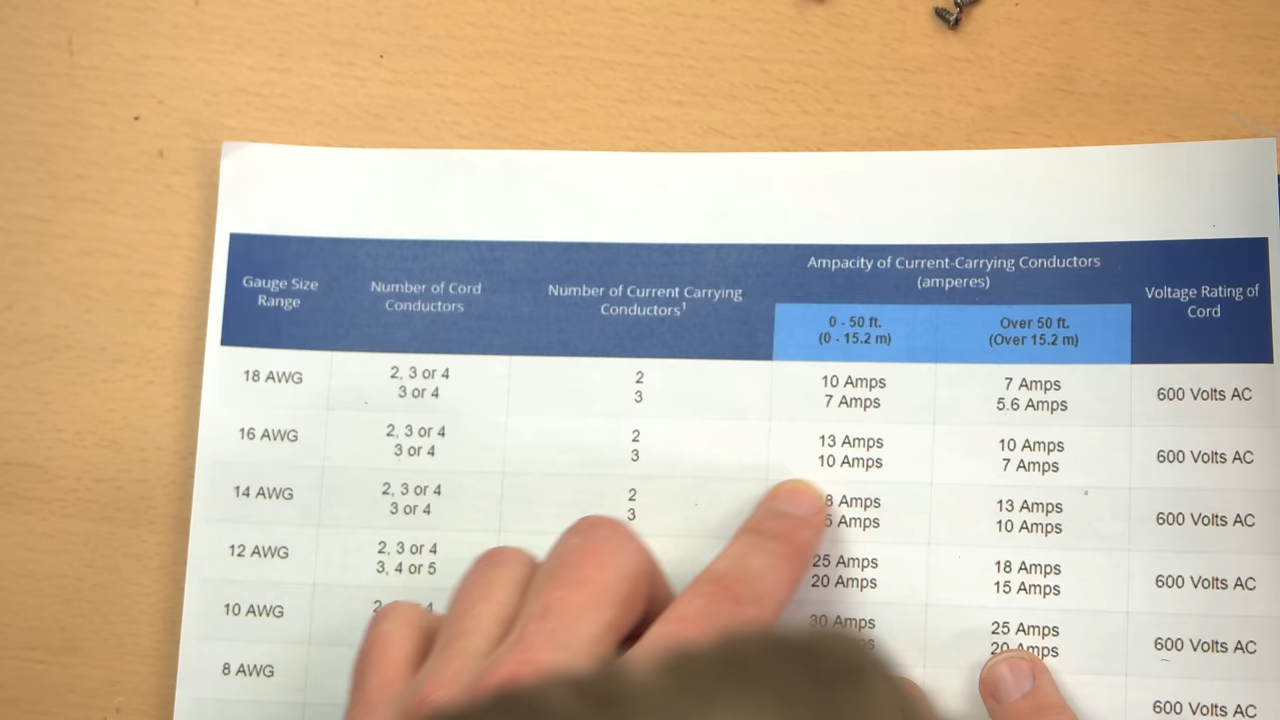 Ampacity of Current-Carrying Conductors
(amperes)
Gauge Size
Range
Number of Cord
Conductors
Number of Current Carrying
Conductors¹
Voltage Rating of
Cord
0 - 50 ft.
(0 - 15.2 m)
Over 50 ft.
(Over 15.2 m)
18 AWG
2, 3 or 4
3 or 4
2
3
10 Amps
7 Amps
7 Amps
5.6 Amps
600 Volts AC
16 AWG
2, 3 or 4
3 or 4
2
3
13 Amps
10 Amps
10 Amps
7 Amps
600 Volts AC
14 AWG
2, 3 or 4
3 or 4
2
3
8 Amps
5 Amps
13 Amps
10 Amps
600 Volts AC
12 AWG
2, 3 or 4
3, 4 or 5
25 Amps
20 Amps
18 Amps
15 Amps
600 Volts AC
10 AWG
30 Amps
25 Amps
20 Amps
600 Volts AC
8 AWG
600 Volts AC